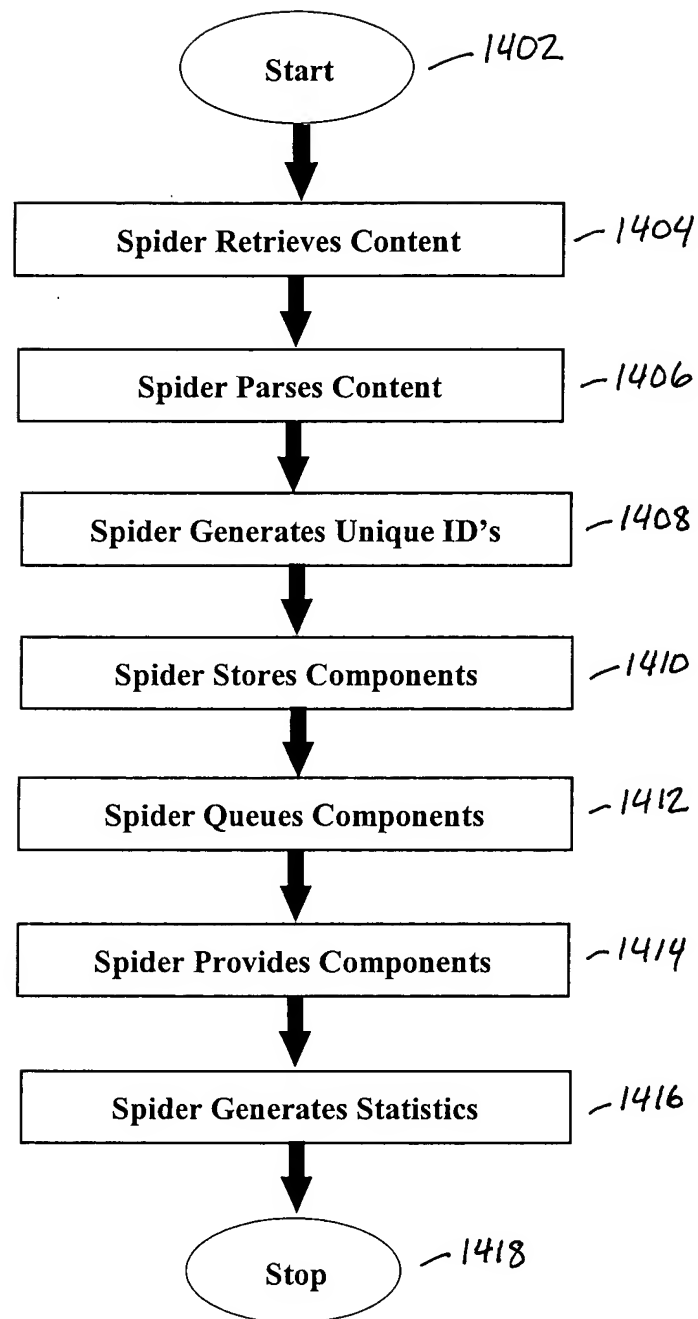 Start 1402
Spider Retrieves Content 1404
Spider Parses Content 1406
Spider Generates Unique ID's 1408
Spider Stores Components 1410
Spider Queues Components 1412
Spider Provides Components 1414
Spider Generates Statistics 1416
Stop 1418